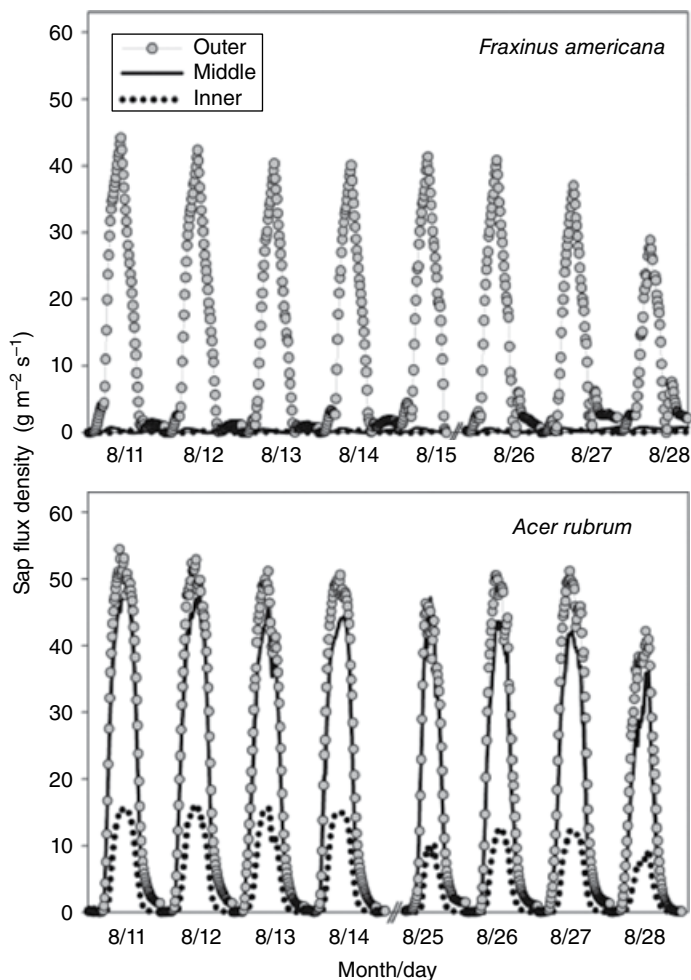 60
Outer
Middle
Inner
Fraxinus americana
50
40
30
20
10
0
8/11 8/12 8/13 8/14 8/15 8/26 8/27 8/28
Sap flux density (g m⁻² s⁻¹)
60
Acer rubrum
50
40
30
20
10
0
8/11 8/12 8/13 8/14 8/25 8/26 8/27 8/28
Month/day